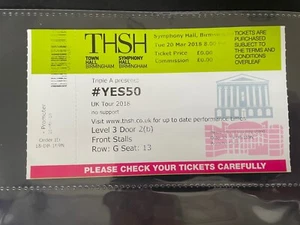 THSH
TOWN HALL BIRMINGHAM
SYMPHONY HALL BIRMINGHAM
Symphony Hall,
Tue 20 Mar 2018
Ticket Price £0.00
Commission £0.00
TICKETS ARE
PURCHASED
SUBJECT TO
THE TERMS AND
CONDITIONS
OVERLEAF
Triple A presents
#YES50
UK Tour 2018
no support
Visit www.thsh.co.uk for up to date performance
Level 3 Door 2(b)
Front Stalls
Row: G Seat: 13
PLEASE CHECK YOUR TICKETS CAREFULLY